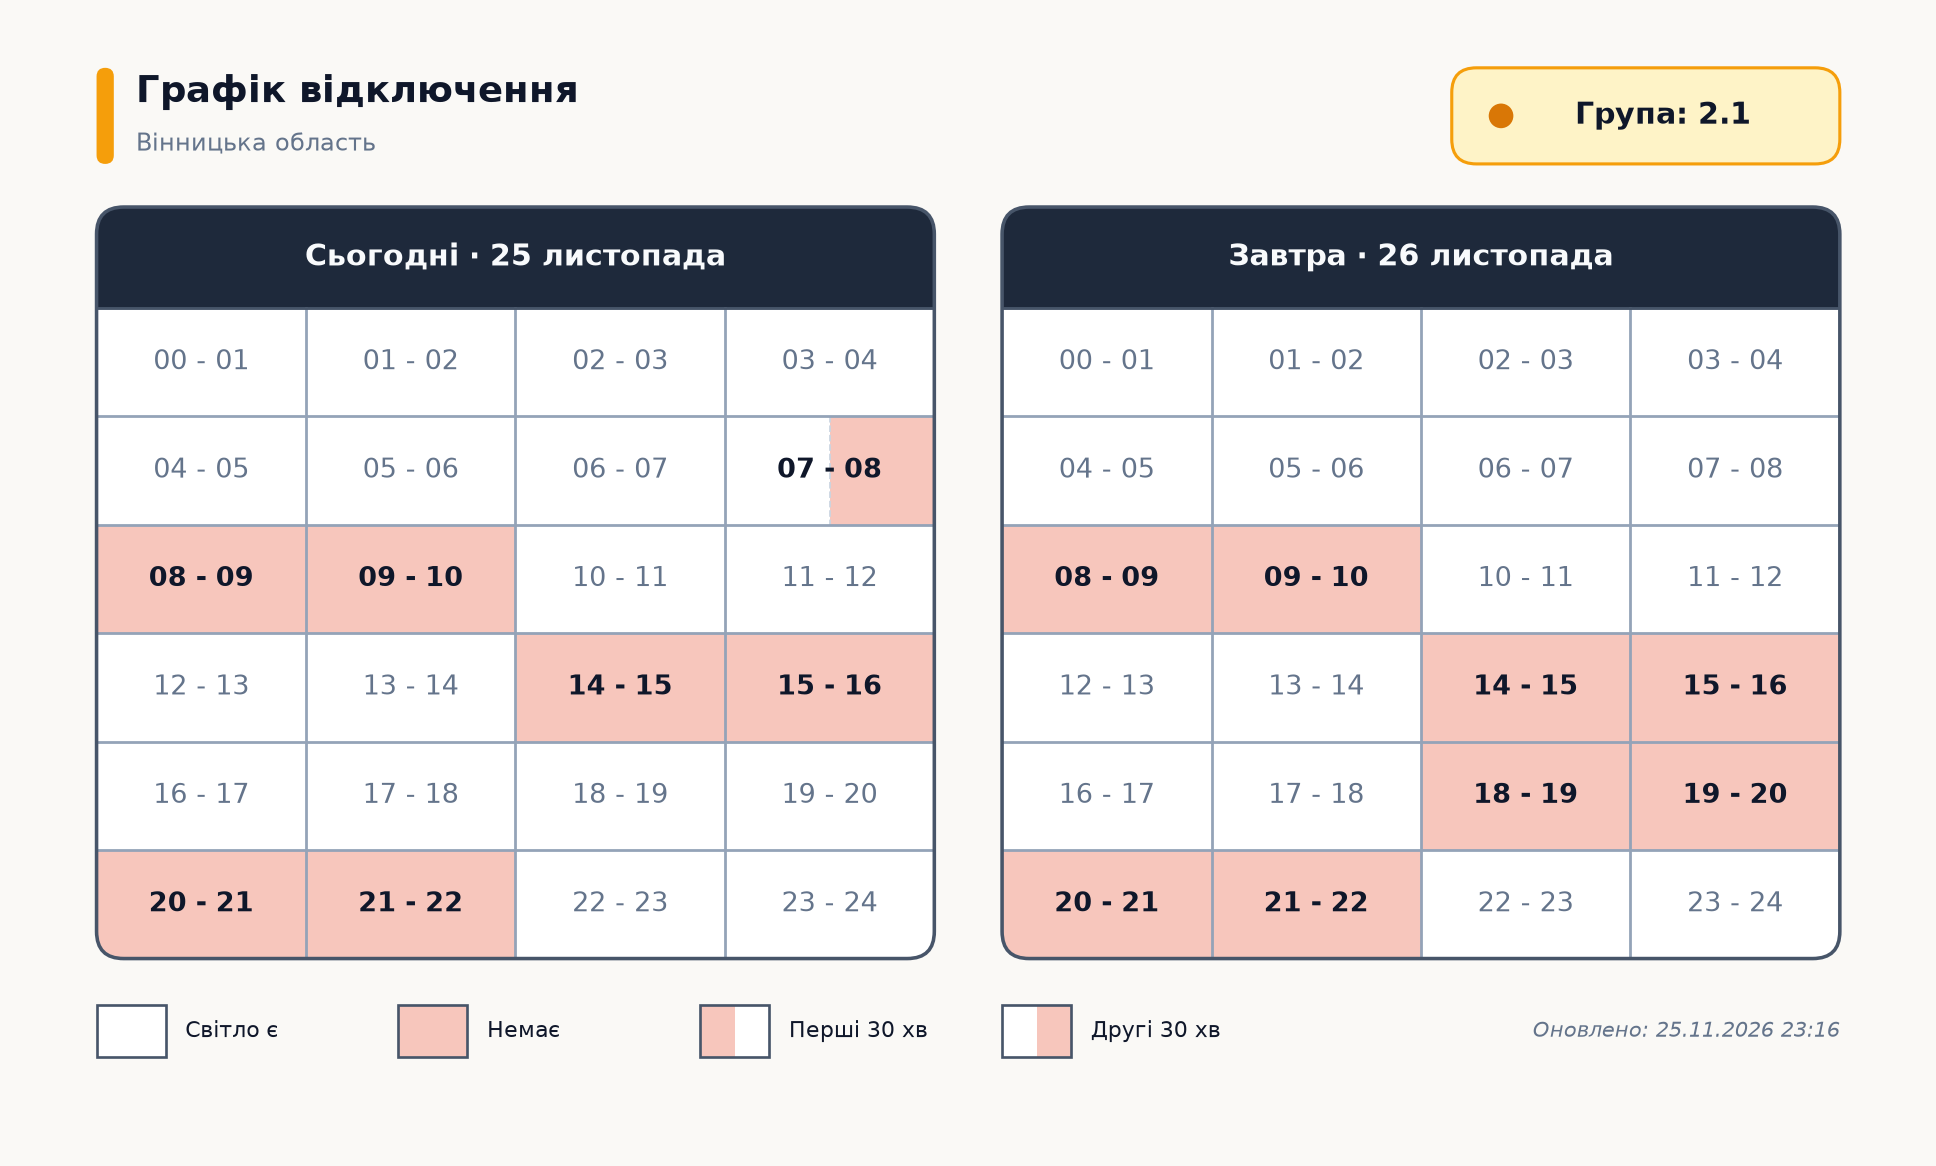 Графік відключення
Вінницька область
Група: 2.1
Сьогодні · 25 листопада
00 - 01 01 - 02 02 - 03 03 - 04
04 - 05 05 - 06 06 - 07 07 - 08
08 - 09 09 - 10 10 - 11 11 - 12
12 - 13 13 - 14 14 - 15 15 - 16
16 - 17 17 - 18 18 - 19 19 - 20
20 - 21 21 - 22 22 - 23 23 - 24
Завтра · 26 листопада
00 - 01 01 - 02 02 - 03 03 - 04
04 - 05 05 - 06 06 - 07 07 - 08
08 - 09 09 - 10 10 - 11 11 - 12
12 - 13 13 - 14 14 - 15 15 - 16
16 - 17 17 - 18 18 - 19 19 - 20
20 - 21 21 - 22 22 - 23 23 - 24
Світло є Немає Перші 30 хв Другі 30 хв
Оновлено: 25.11.2026 23:16